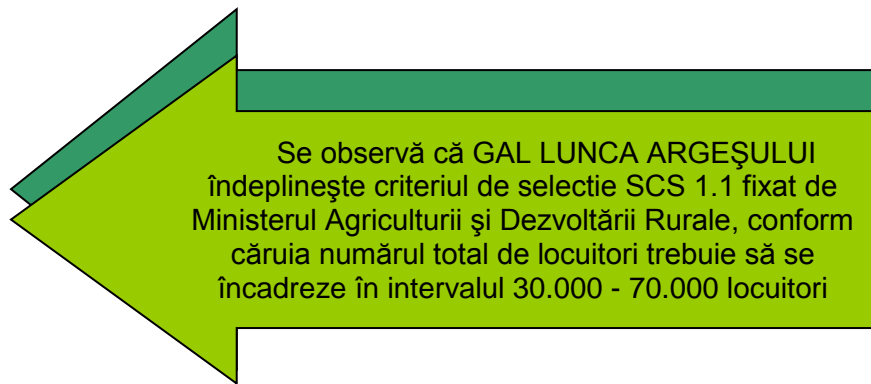 Se observă că GAL LUNCA ARGEŞULUI
îndeplineşte criteriul de selectie SCS 1.1 fixat de
Ministerul Agriculturii şi Dezvoltării Rurale, conform
căruia numărul total de locuitori trebuie să se
încadreze în intervalul 30.000 - 70.000 locuitori